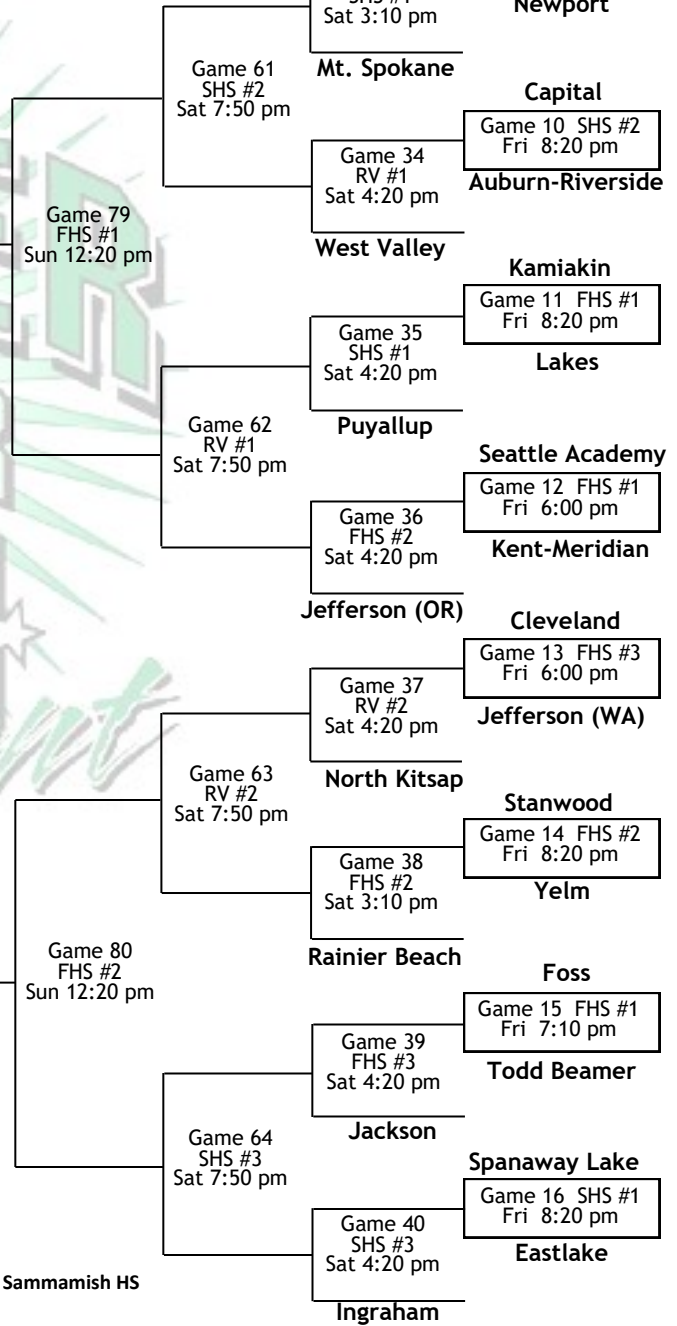 Newport
Sat 3:10 pm
Mt. Spokane
Game 61
SHS #2
Sat 7:50 pm
Capital
Game 10 SHS #2
Fri 8:20 pm
Auburn-Riverside
Game 34
RV #1
Sat 4:20 pm
West Valley
Game 79
FHS #1
Sun 12:20 pm
Kamiakin
Game 11 FHS #1
Fri 8:20 pm
Lakes
Game 35
SHS #1
Sat 4:20 pm
Puyallup
Game 62
RV #1
Sat 7:50 pm
Seattle Academy
Game 12 FHS #1
Fri 6:00 pm
Kent-Meridian
Game 36
FHS #2
Sat 4:20 pm
Jefferson (OR)
Cleveland
Game 13 FHS #3
Fri 6:00 pm
Jefferson (WA)
Game 37
RV #2
Sat 4:20 pm
North Kitsap
Game 63
RV #2
Sat 7:50 pm
Stanwood
Game 14 FHS #2
Fri 8:20 pm
Yelm
Game 38
FHS #2
Sat 3:10 pm
Rainier Beach
Game 80
FHS #2
Sun 12:20 pm
Foss
Game 15 FHS #1
Fri 7:10 pm
Todd Beamer
Game 39
FHS #3
Sat 4:20 pm
Jackson
Game 64
SHS #3
Sat 7:50 pm
Spanaway Lake
Game 16 SHS #1
Fri 8:20 pm
Eastlake
Game 40
SHS #3
Sat 4:20 pm
Ingraham
Sammamish HS